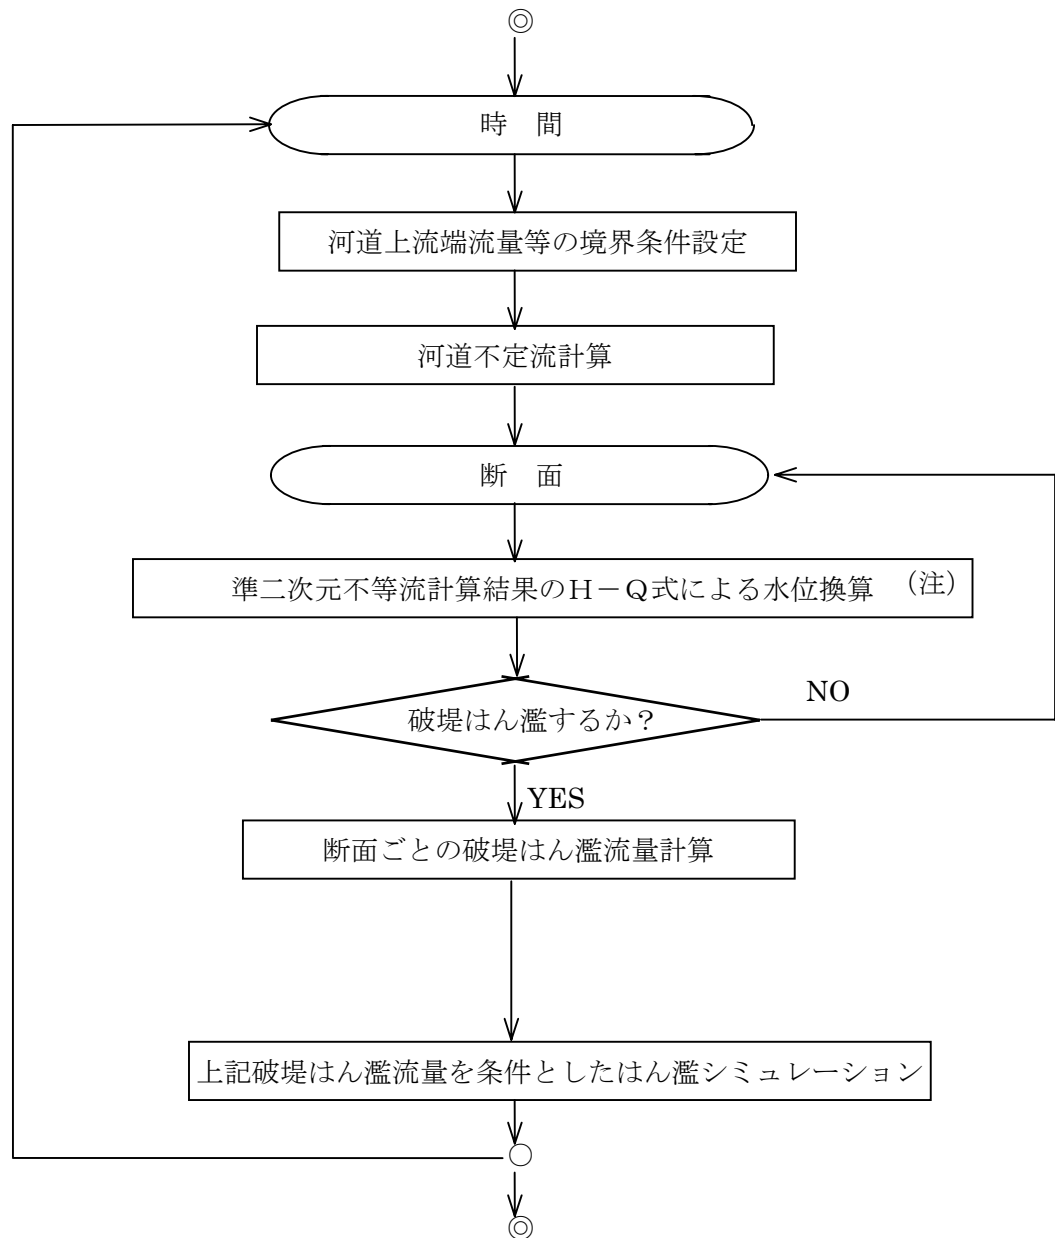 ◎
時　間
河道上流端流量等の境界条件設定
河道不定流計算
断　面
準二次元不等流計算結果のH－Q式による水位換算　（注）
破堤はん濫するか？
NO
YES
断面ごとの破堤はん濫流量計算
上記破堤はん濫流量を条件としたはん濫シミュレーション
○
◎